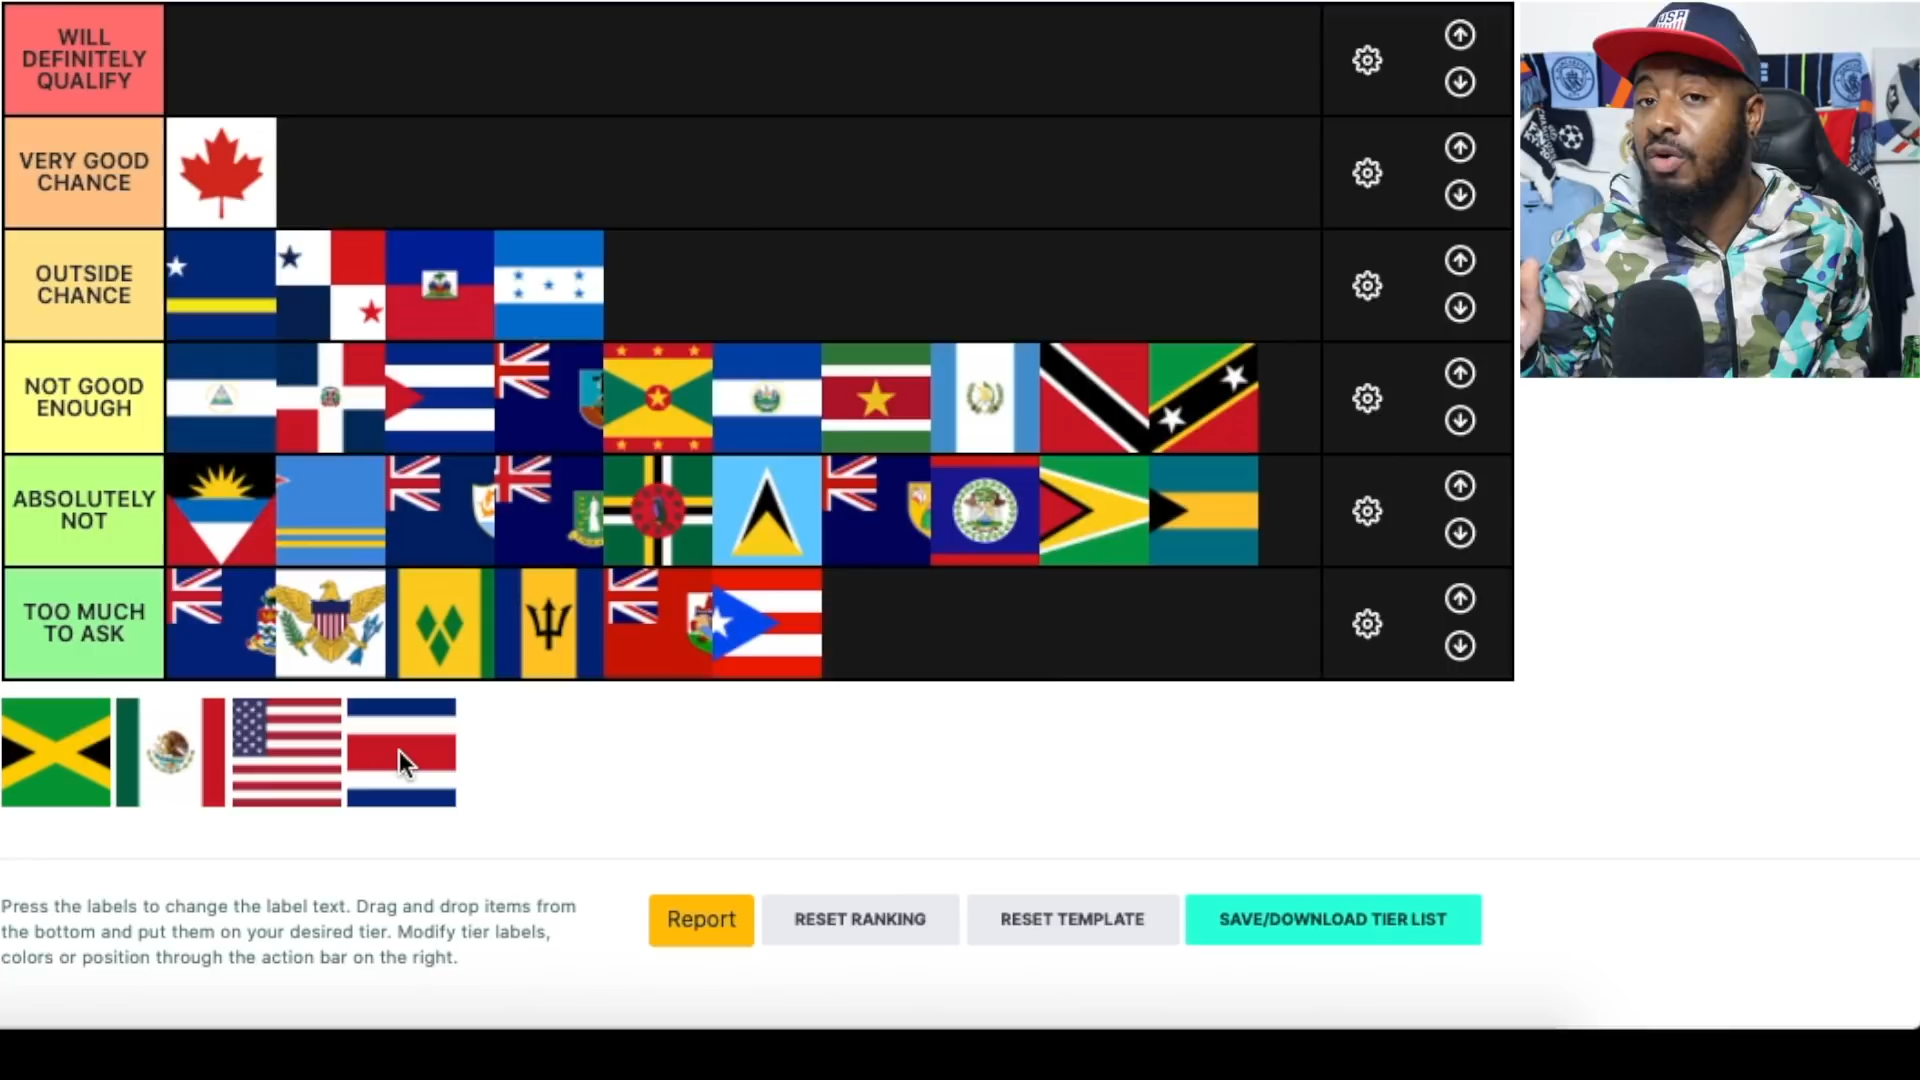 WILL
DEFINITELY
QUALIFY
VERY GOOD
CHANCE
OUTSIDE
CHANCE
NOT GOOD
ENOUGH
ABSOLUTELY
NOT
TOO MUCH
TO ASK
Press the labels to change the label text. Drag and drop items from
the bottom and put them on your desired tier. Modify tier labels,
colors or position through the action bar on the right.
Report
RESET RANKING
RESET TEMPLATE
SAVE/DOWNLOAD TIER LIST